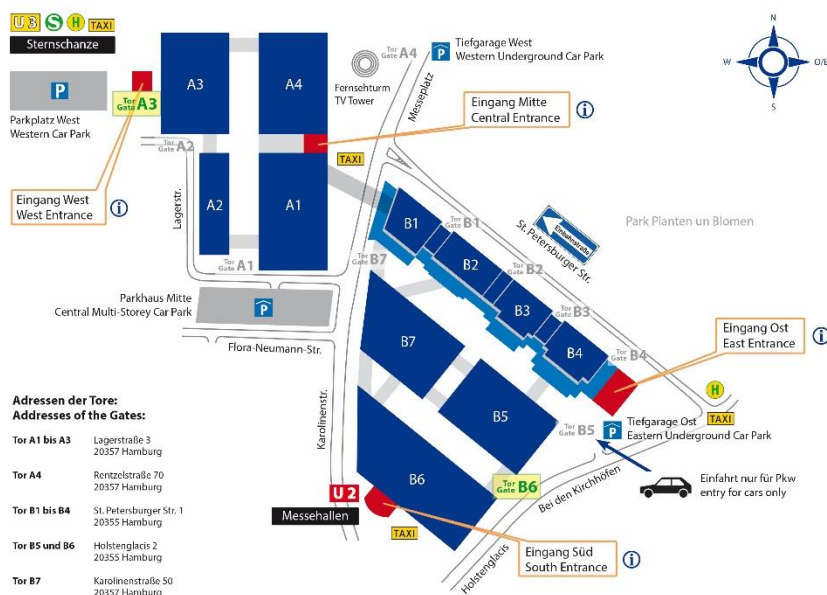 U3 S H TAXI
Sternschanze
P
Parkplatz West
Western Car Park
Tor
Gate A3
A3
A4
Fernsehturm
TV Tower
Tor
Gate A4
Messeplatz
P
Tiefgarage West
Western Underground Car Park
N
W
O/E
S
Eingang Mitte
Central Entrance
i
Tor
Gate A2
TAXI
Eingang West
West Entrance
i
Lagerstr.
A2
A1
Tor
Gate A1
B1
Tor
Gate B1
Einbahnstraße
St. Petersburger Str.
Park Planten un Blomen
Tor
Gate B7
B2
Tor
Gate B2
Parkhaus Mitte
Central Multi-Storey Car Park
P
B3
Tor
Gate B3
Flora-Neumann-Str.
B7
B4
Tor
Gate B4
Eingang Ost
East Entrance
i
H
TAXI
Karolinenstr.
B5
Tor
Gate B5
P
Tiefgarage Ost
Eastern Underground Car Park
B6
Tor
Gate B6
Bei den Kirchhöfen
Einfahrt nur für Pkw
entry for cars only
U2
Messehallen
TAXI
Holstenglacis
Eingang Süd
South Entrance
i
Adressen der Tore:
Addresses of the Gates:
Tor A1 bis A3 Lagerstraße 3
20357 Hamburg
Tor A4 Rentzelstraße 70
20357 Hamburg
Tor B1 bis B4 St. Petersburger Str. 1
20355 Hamburg
Tor B5 und B6 Holstenglacis 2
20355 Hamburg
Tor B7 Karolinenstraße 50
20357 Hamburg